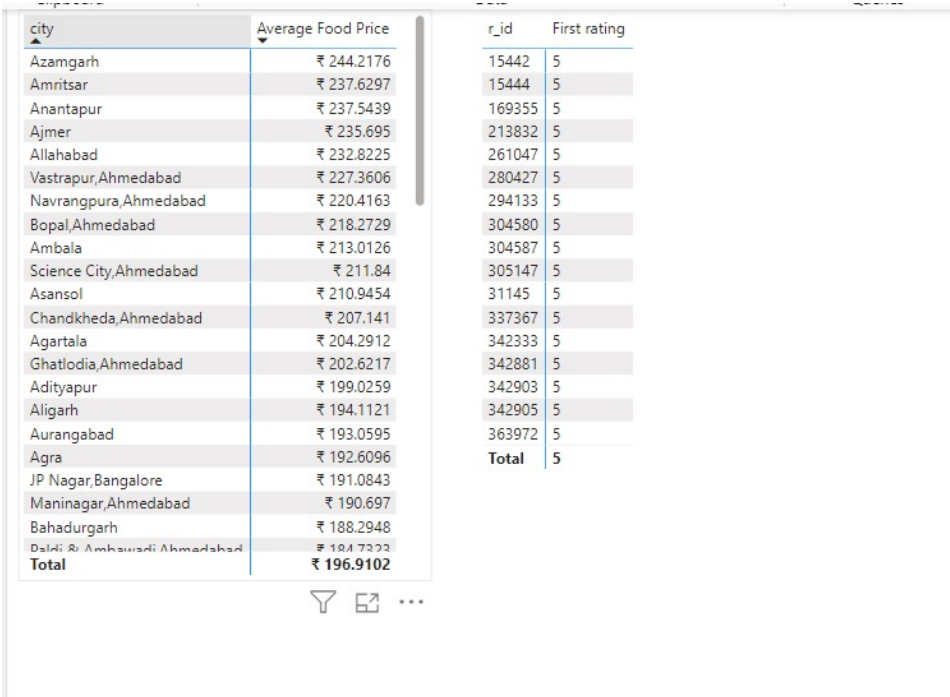 city Average Food Price
Azamgarh ₹ 244.2176
Amritsar ₹ 237.6297
Anantapur ₹ 237.5439
Ajmer ₹ 235.695
Allahabad ₹ 232.8225
Vastrapur,Ahmedabad ₹ 227.3606
Navrangpura,Ahmedabad ₹ 220.4163
Bopal,Ahmedabad ₹ 218.2729
Ambala ₹ 213.0126
Science City,Ahmedabad ₹ 211.84
Asansol ₹ 210.9454
Chandkheda,Ahmedabad ₹ 207.141
Agartala ₹ 204.2912
Ghatlodia,Ahmedabad ₹ 202.6217
Adityapur ₹ 199.0259
Aligarh ₹ 194.1121
Aurangabad ₹ 193.0595
Agra ₹ 192.6096
JP Nagar,Bangalore ₹ 191.0843
Maninagar,Ahmedabad ₹ 190.697
Bahadurgarh ₹ 188.2948
Paldi & Ambawadi,Ahmedabad ₹ 184.7323
Total ₹ 196.9102
r_id First rating
15442 5
15444 5
169355 5
213832 5
261047 5
280427 5
294133 5
304580 5
304587 5
305147 5
31145 5
337367 5
342333 5
342881 5
342903 5
342905 5
363972 5
Total 5